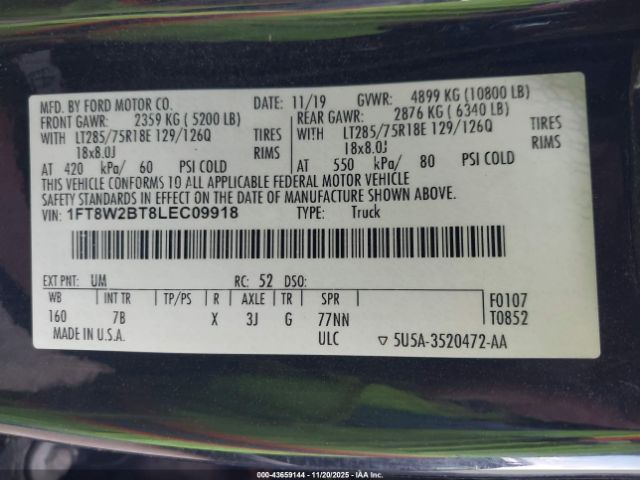 MFD. BY FORD MOTOR CO. DATE: 11/19 GVWR: 4899 KG (10800 LB)
FRONT GAWR: 2359 KG ( 5200 LB) REAR GAWR: 2876 KG ( 6340 LB)
WITH LT285/75R18E 129/126Q TIRES WITH LT285/75R18E 129/126Q TIRES
18x8.0J RIMS 18x8.0J RIMS
AT 420 kPa/ 60 PSI COLD AT 550 kPa/ 80 PSI COLD
THIS VEHICLE CONFORMS TO ALL APPLICABLE FEDERAL MOTOR VEHICLE
SAFETY STANDARDS IN EFFECT ON THE DATE OF MANUFACTURE SHOWN ABOVE.
VIN: 1FT8W2BT8LEC09918 TYPE: Truck
EXT PNT: UM RC: 52 DSO:
WB INT TR TP/PS R AXLE TR SPR F0107
160 7B X 3J G 77NN T0852
MADE IN U.S.A. ULC ▽ 5U5A-3520472-AA
000-43659144 - 11/20/2025 - IAA Inc.